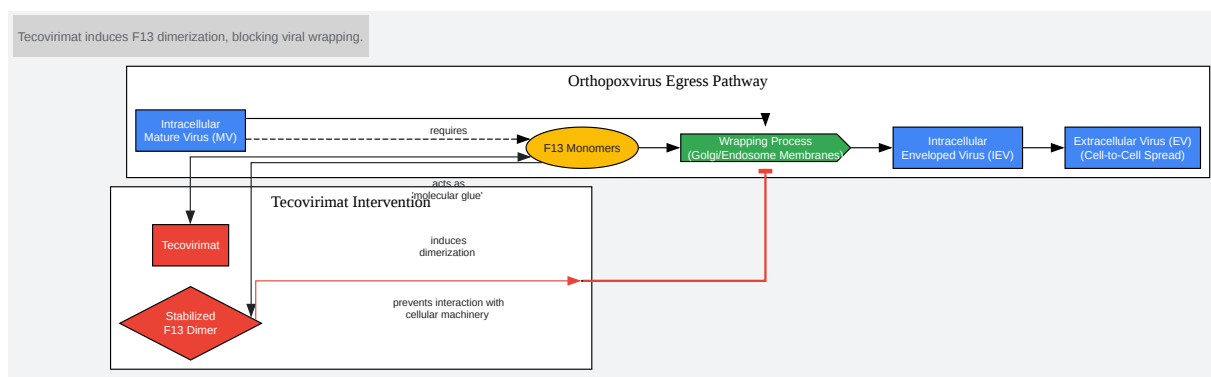 Tecovirimat induces F13 dimerization, blocking viral wrapping.
Orthopoxvirus Egress Pathway
Intracellular
Mature Virus (MV)
requires
F13 Monomers
Wrapping Process
(Golgi/Endosome Membranes)
Intracellular
Enveloped Virus (IEV)
Extracellular Virus (EV)
(Cell-to-Cell Spread)
acts as
'molecular glue'
Tecovirimat Intervention
Tecovirimat
induces
dimerization
Stabilized
F13 Dimer
prevents interaction with
cellular machinery